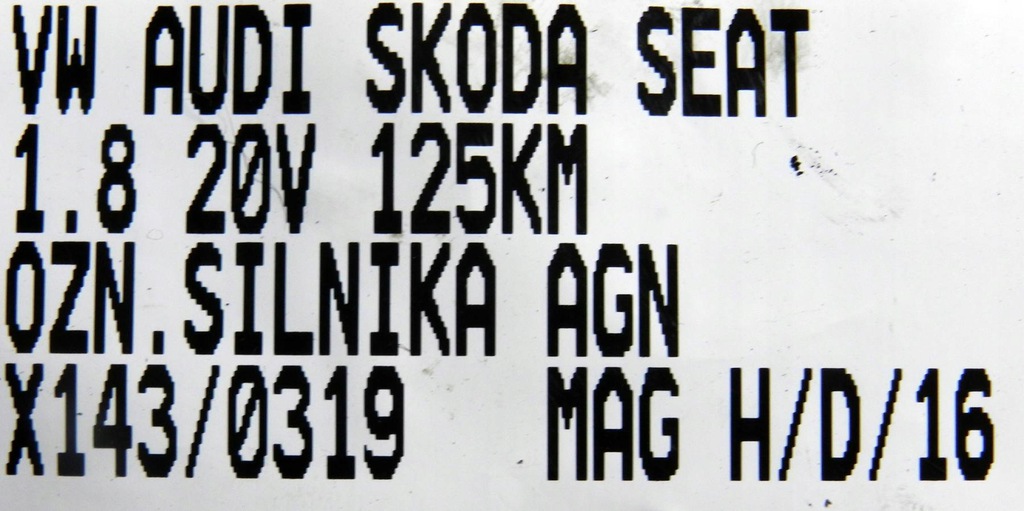 VW AUDI SKODA SEAT
1.8 20V 125KM
OZN.SILNIKA AGN
X143/0319 MAG H/D/16